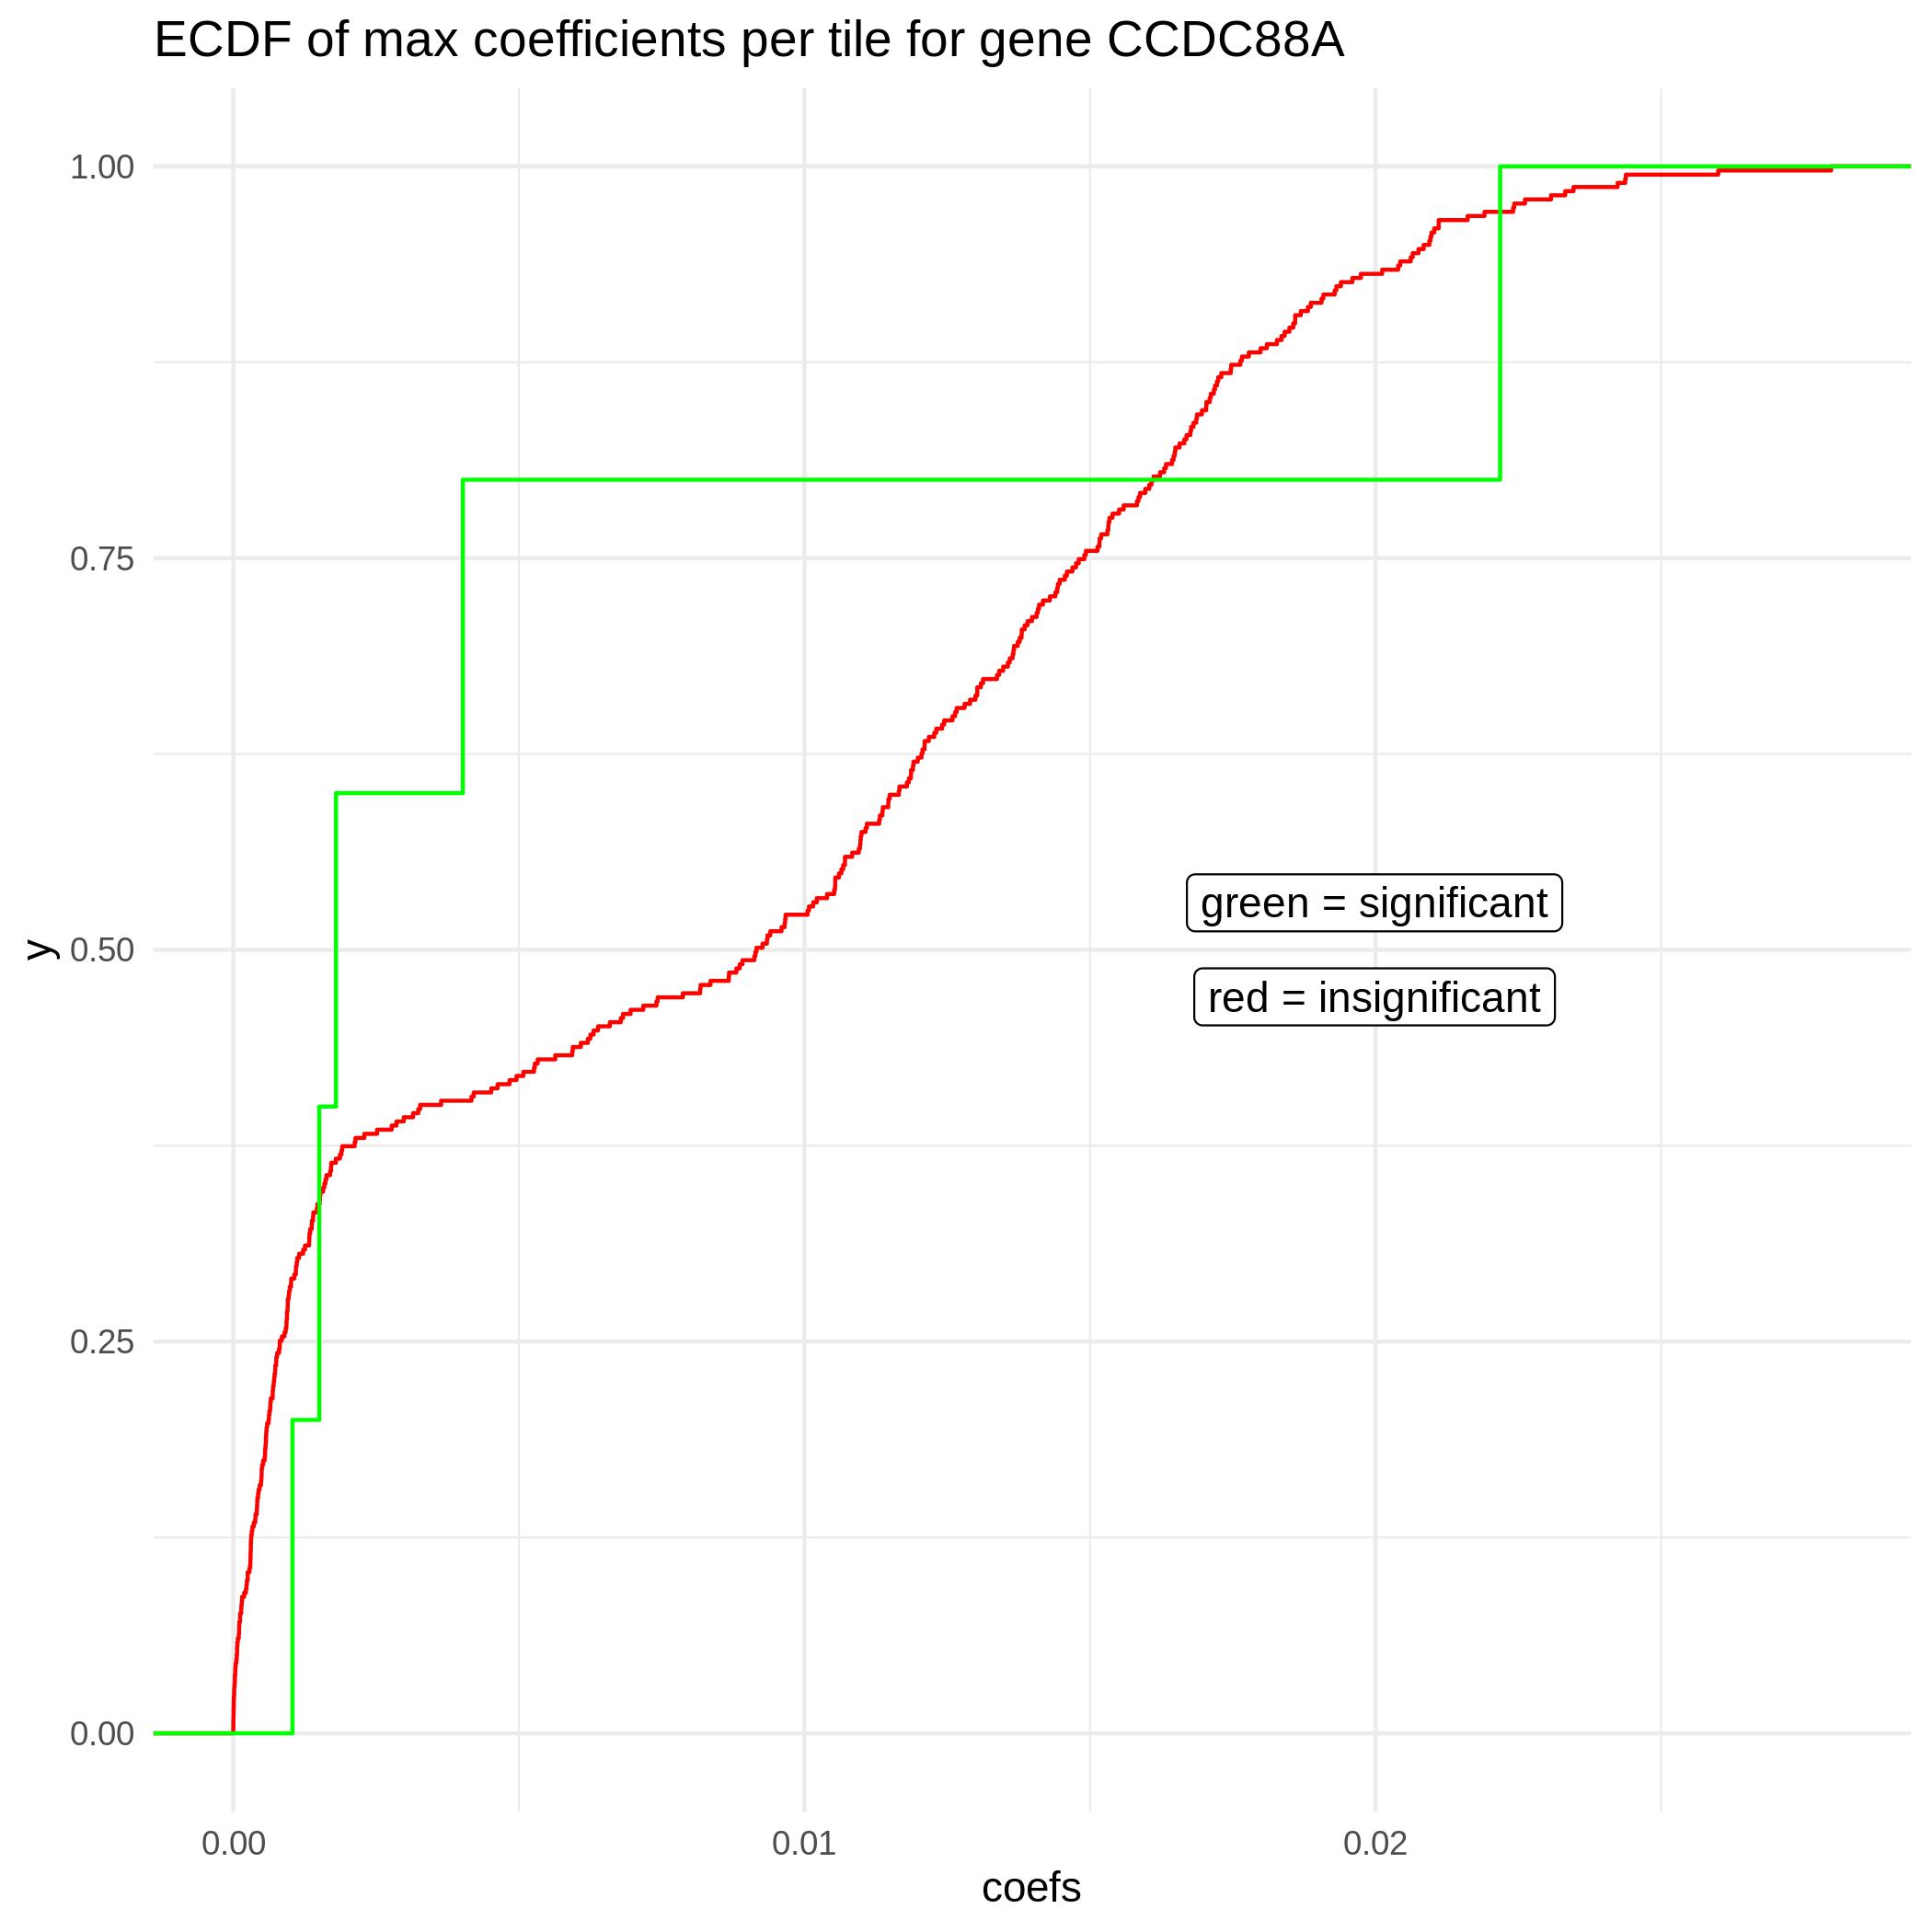 ECDF of max coefficients per tile for gene CCDC88A
1.00
0.75
0.50
0.25
0.00
y
green = significant
red = insignificant
0.00
0.01
0.02
coefs